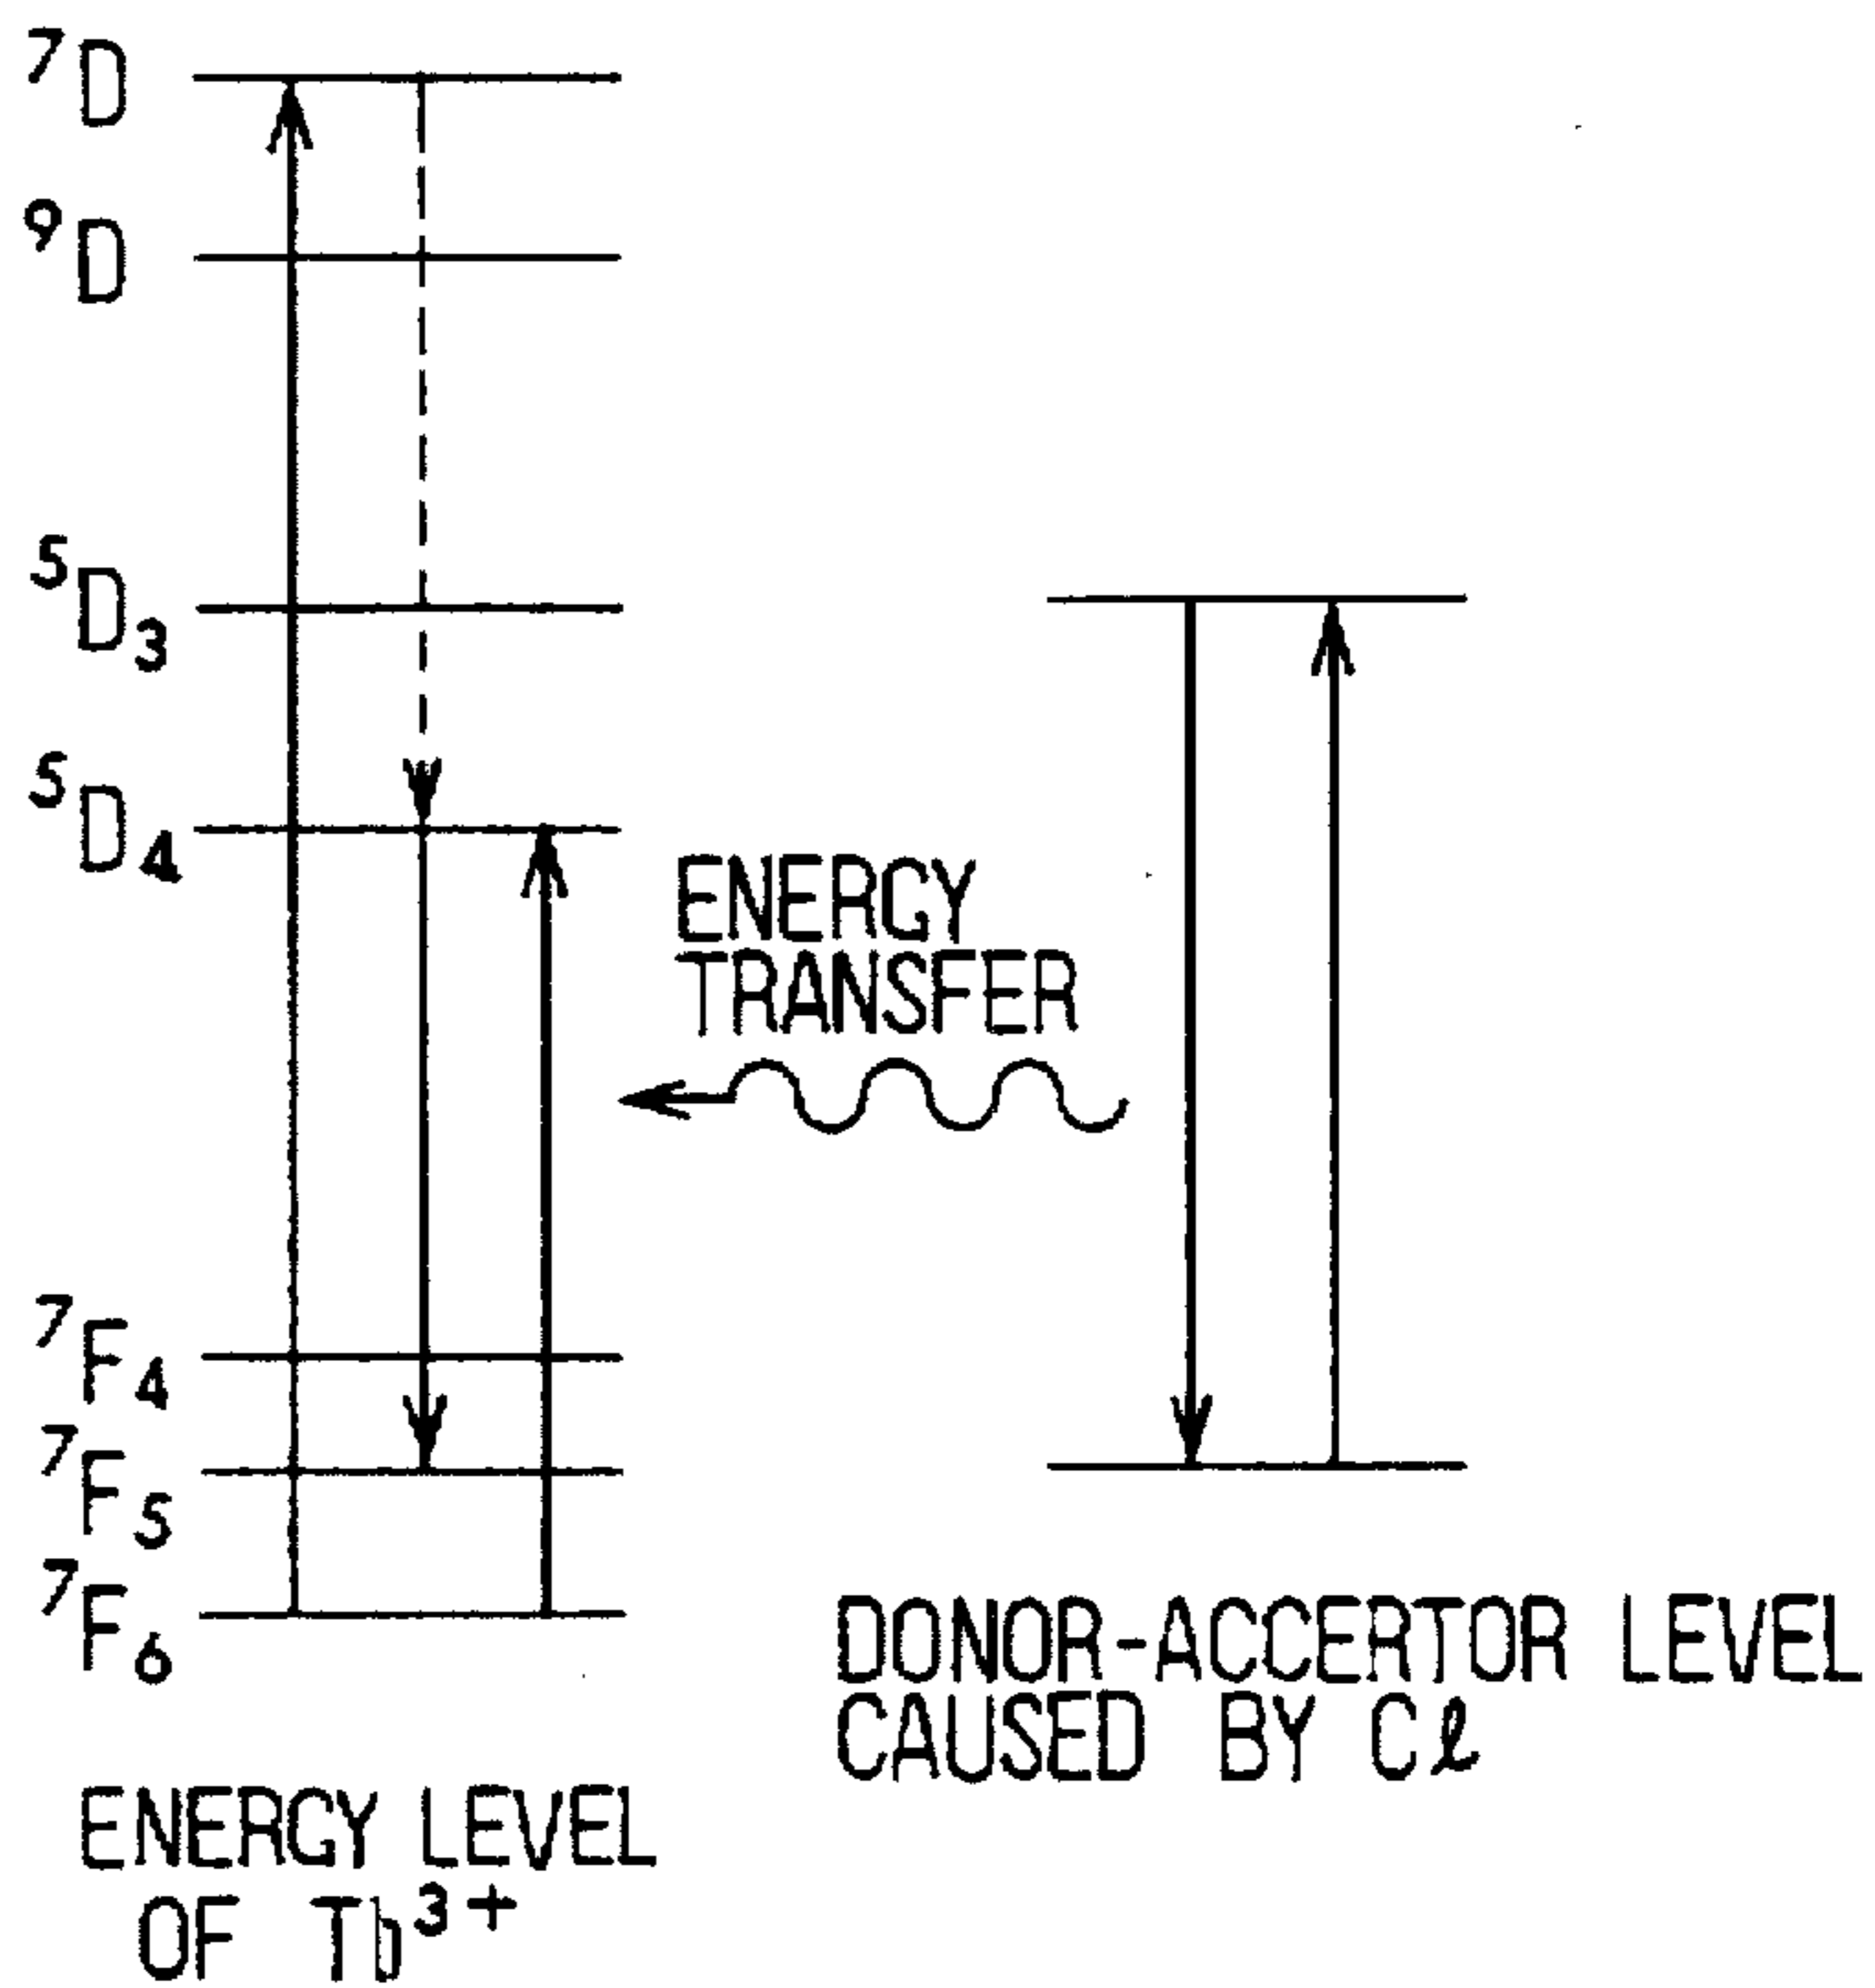 ⁷D
⁹D
⁵D₃
⁵D₄
ENERGY
TRANSFER
⁷F₄
⁷F₅
⁷F₆
DONOR-ACCERTOR LEVEL
CAUSED BY Cℓ
ENERGY LEVEL
OF Tb³⁺